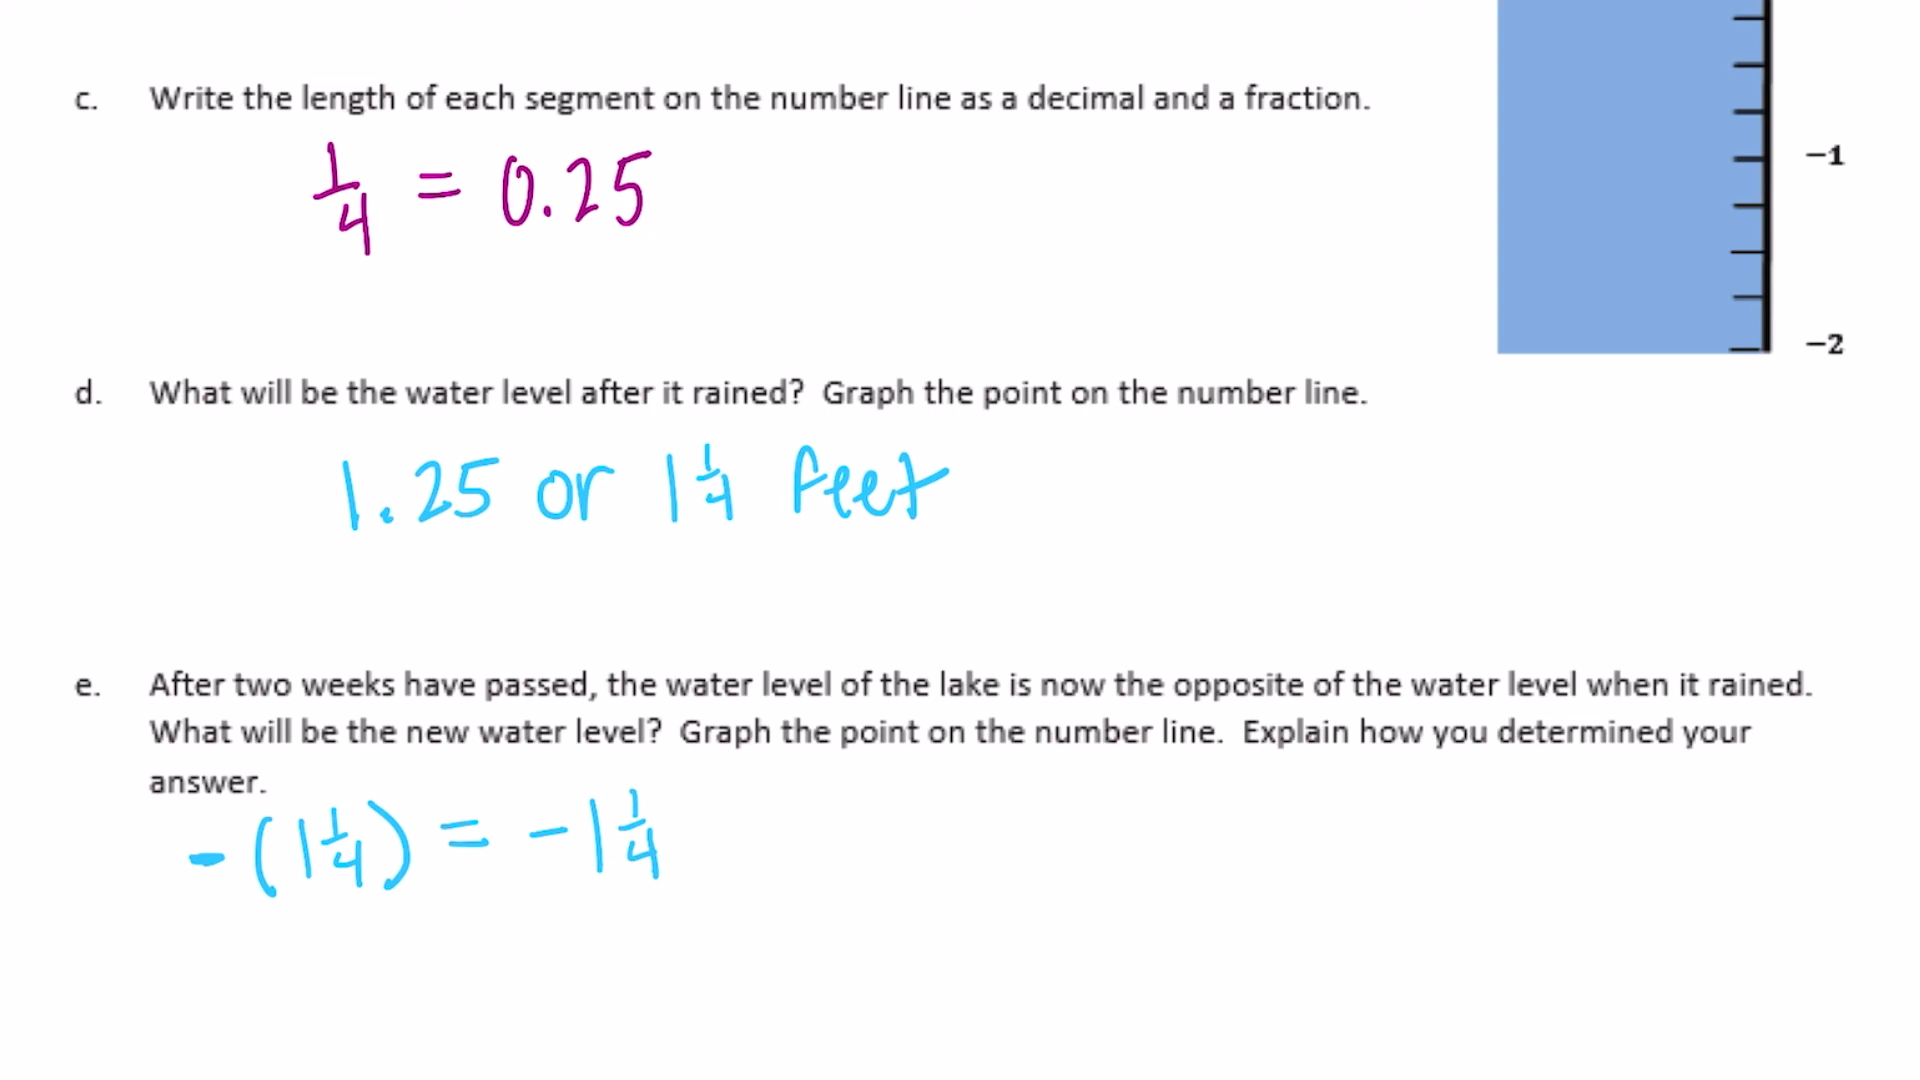 c. Write the length of each segment on the number line as a decimal and a fraction.
−1
1/4 = 0.25
−2
d. What will be the water level after it rained? Graph the point on the number line.
1.25 or 1 1/4 feet
e. After two weeks have passed, the water level of the lake is now the opposite of the water level when it rained.
What will be the new water level? Graph the point on the number line. Explain how you determined your
answer.
-(1 1/4) = -1 1/4